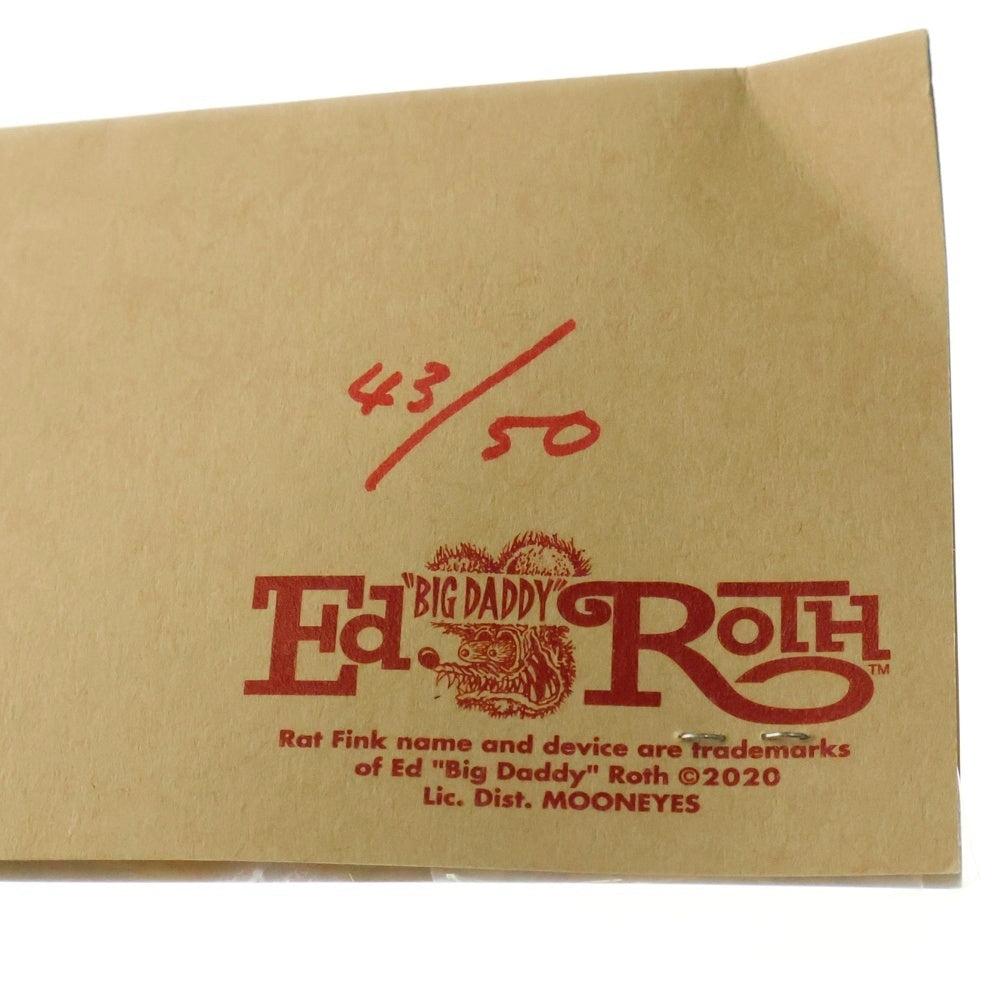 43/50
Ed "BIG DADDY" ROTH™
Rat Fink name and device are trademarks
of Ed "Big Daddy" Roth ©2020
Lic. Dist. MOONEYES